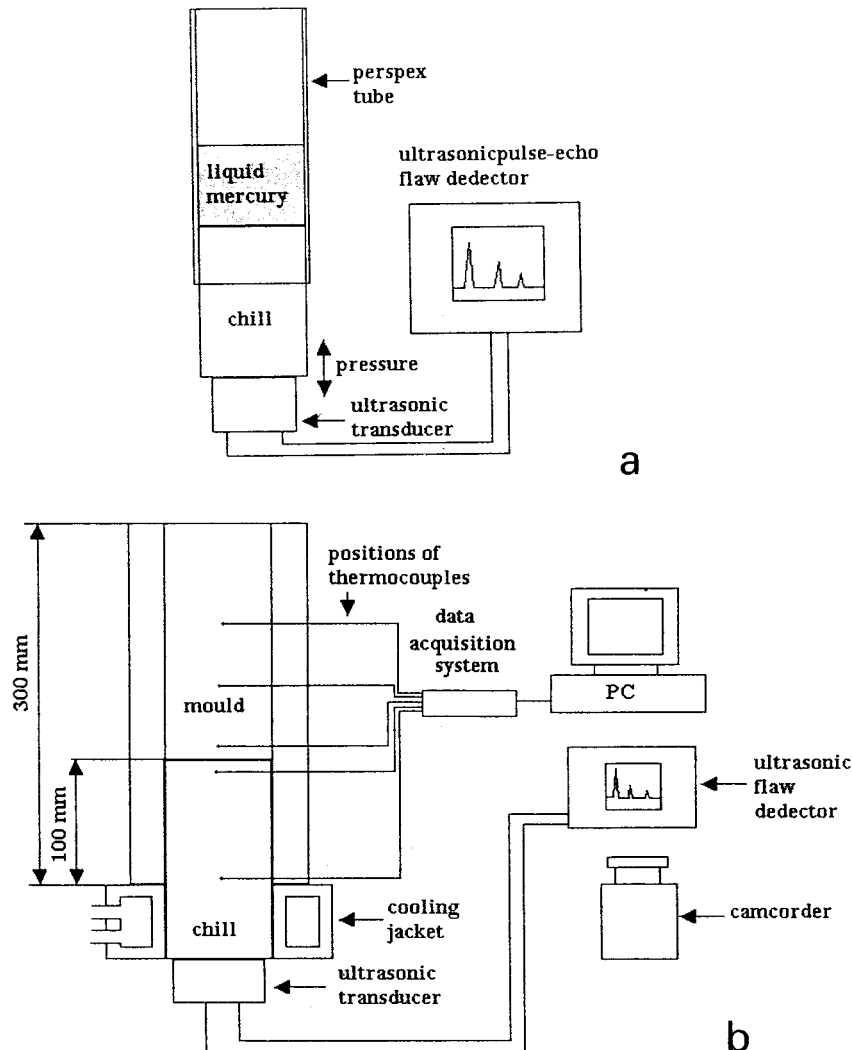 perspex
tube
liquid
mercury
ultrasonicpulse-echo
flaw dedector
chill
pressure
ultrasonic
transducer
a
positions of
thermocouples
data
acquisition
system
300 mm
mould
PC
100 mm
ultrasonic
flaw
dedector
chill
cooling
jacket
camcorder
ultrasonic
transducer
b